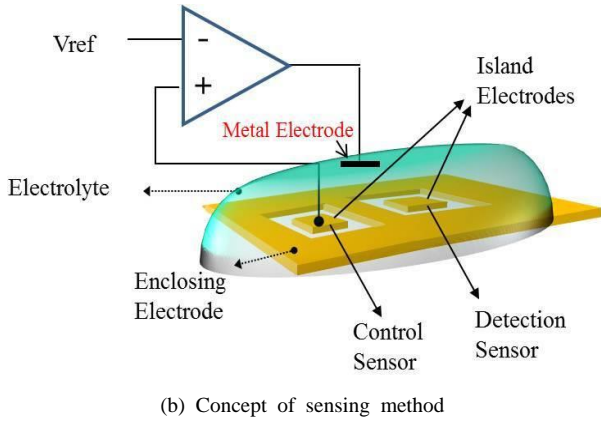 Vref
-
+
Island
Electrodes
Metal Electrode
Electrolyte
Enclosing
Electrode
Control
Sensor
Detection
Sensor
(b) Concept of sensing method